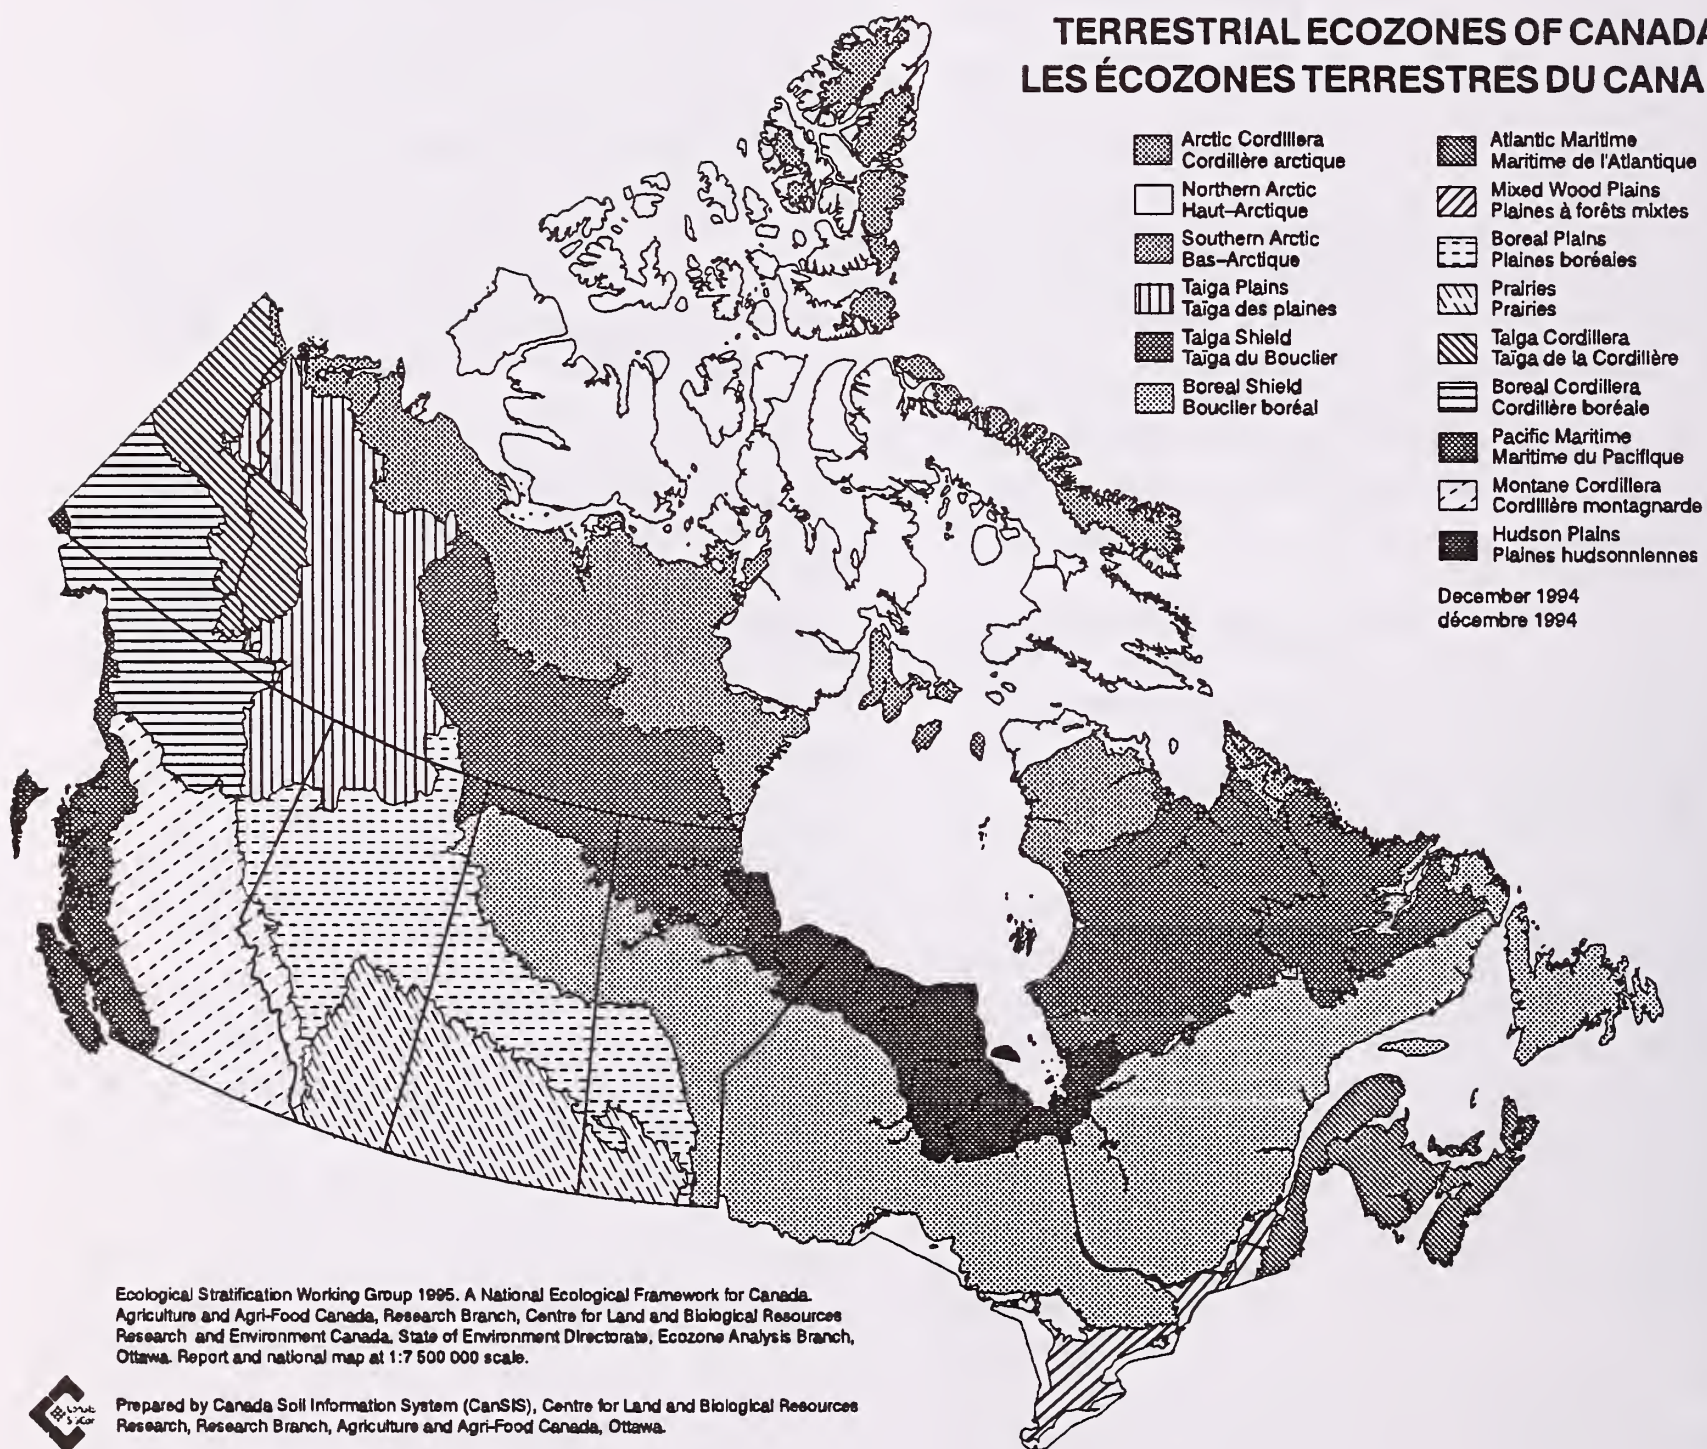 TERRESTRIAL ECOZONES OF CANADA
LES ÉCOZONES TERRESTRES DU CANA
Arctic Cordillera
Cordillère arctique
Northern Arctic
Haut-Arctique
Southern Arctic
Bas-Arctique
Taiga Plains
Taïga des plaines
Taiga Shield
Taïga du Bouclier
Boreal Shield
Bouclier boréal
Atlantic Maritime
Maritime de l'Atlantique
Mixed Wood Plains
Plaines à forêts mixtes
Boreal Plains
Plaines boréales
Prairies
Prairies
Taiga Cordillera
Taïga de la Cordillère
Boreal Cordillera
Cordillère boréale
Pacific Maritime
Maritime du Pacifique
Montane Cordillera
Cordillère montagnarde
Hudson Plains
Plaines hudsonniennes
December 1994
décembre 1994
Ecological Stratification Working Group 1995. A National Ecological Framework for Canada.
Agriculture and Agri-Food Canada, Research Branch, Centre for Land and Biological Resources
Research and Environment Canada, State of Environment Directorate, Ecozone Analysis Branch,
Ottawa. Report and national map at 1:7 500 000 scale.
Prepared by Canada Soil Information System (CanSIS), Centre for Land and Biological Resources
Research, Research Branch, Agriculture and Agri-Food Canada, Ottawa.